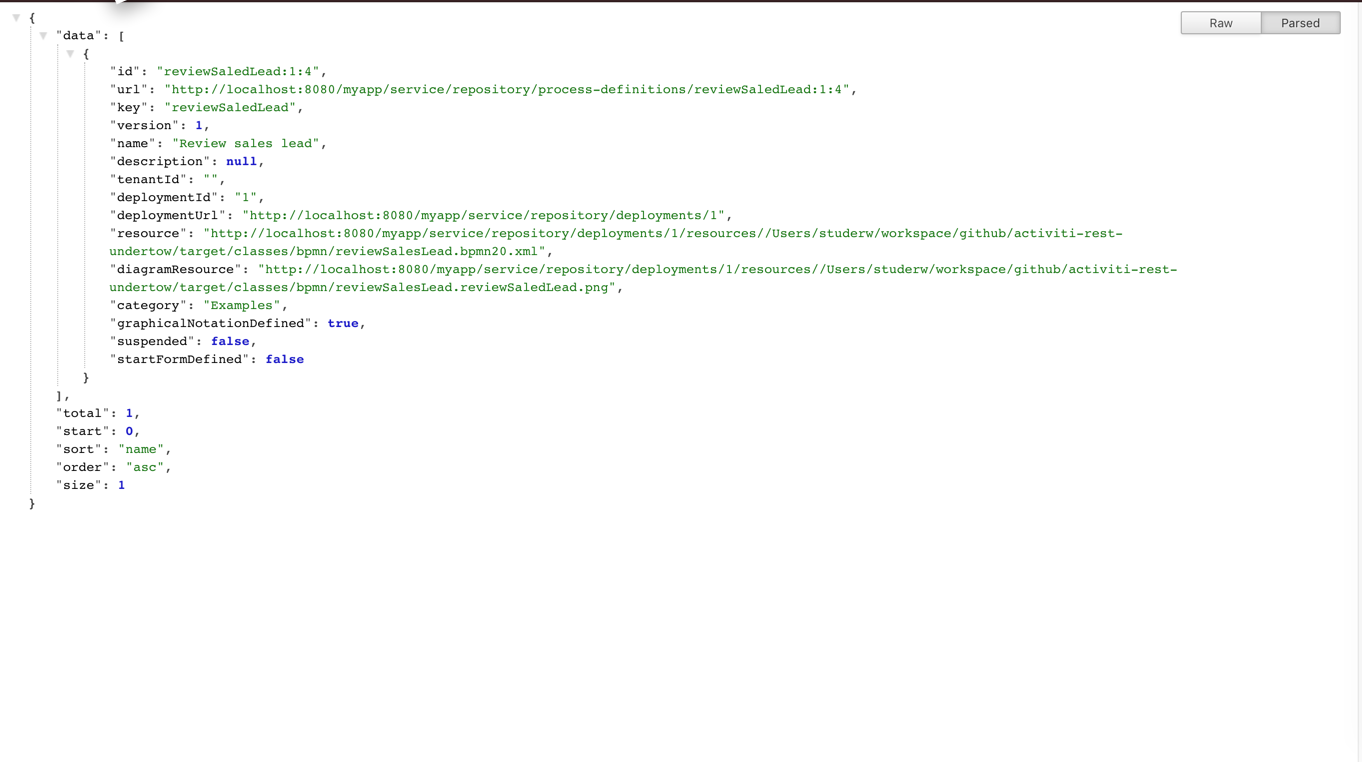 {
"data": [
{
"id": "reviewSaledLead:1:4",
"url": "http://localhost:8080/myapp/service/repository/process-definitions/reviewSaledLead:1:4",
"key": "reviewSaledLead",
"version": 1,
"name": "Review sales lead",
"description": null,
"tenantId": "",
"deploymentId": "1",
"deploymentUrl": "http://localhost:8080/myapp/service/repository/deployments/1",
"resource": "http://localhost:8080/myapp/service/repository/deployments/1/resources//Users/studerw/workspace/github/activiti-rest-
undertow/target/classes/bpmn/reviewSalesLead.bpmn20.xml",
"diagramResource": "http://localhost:8080/myapp/service/repository/deployments/1/resources//Users/studerw/workspace/github/activiti-rest-
undertow/target/classes/bpmn/reviewSalesLead.reviewSaledLead.png",
"category": "Examples",
"graphicalNotationDefined": true,
"suspended": false,
"startFormDefined": false
}
],
"total": 1,
"start": 0,
"sort": "name",
"order": "asc",
"size": 1
}
Raw Parsed